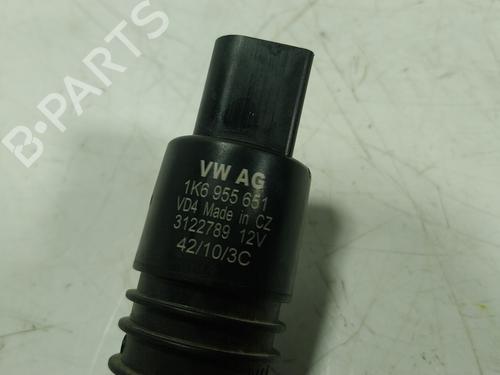 B-PARTS
VW AG
1K6 955 651
VD4 Made in CZ
3122789 12V
42/10/3C